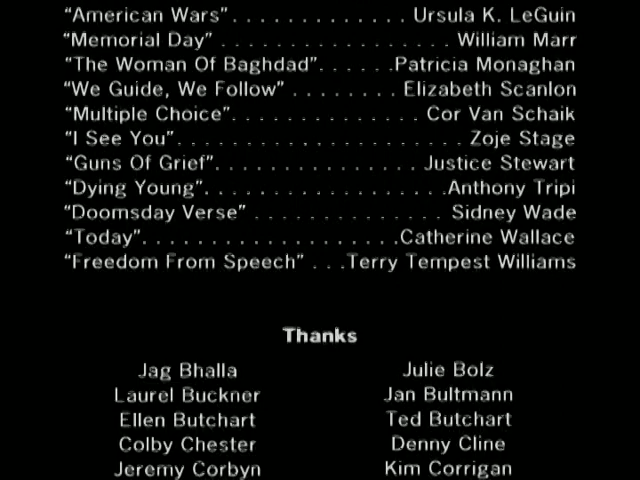 "American Wars" . . . . . . . . . . . . . Ursula K. LeGuin
"Memorial Day" . . . . . . . . . . . . . . . . . William Marr
"The Woman Of Baghdad". . . . . .Patricia Monaghan
"We Guide, We Follow" . . . . . . . . Elizabeth Scanlon
"Multiple Choice". . . . . . . . . . . . . . Cor Van Schaik
"I See You". . . . . . . . . . . . . . . . . . . . . Zoje Stage
"Guns Of Grief". . . . . . . . . . . . . . . Justice Stewart
"Dying Young". . . . . . . . . . . . . . . . . .Anthony Tripi
"Doomsday Verse" . . . . . . . . . . . . . . Sidney Wade
"Today". . . . . . . . . . . . . . . . . . .Catherine Wallace
"Freedom From Speech" . . .Terry Tempest Williams
Thanks
Jag Bhalla Julie Bolz
Laurel Buckner Jan Bultmann
Ellen Butchart Ted Butchart
Colby Chester Denny Cline
Jeremy Corbyn Kim Corrigan